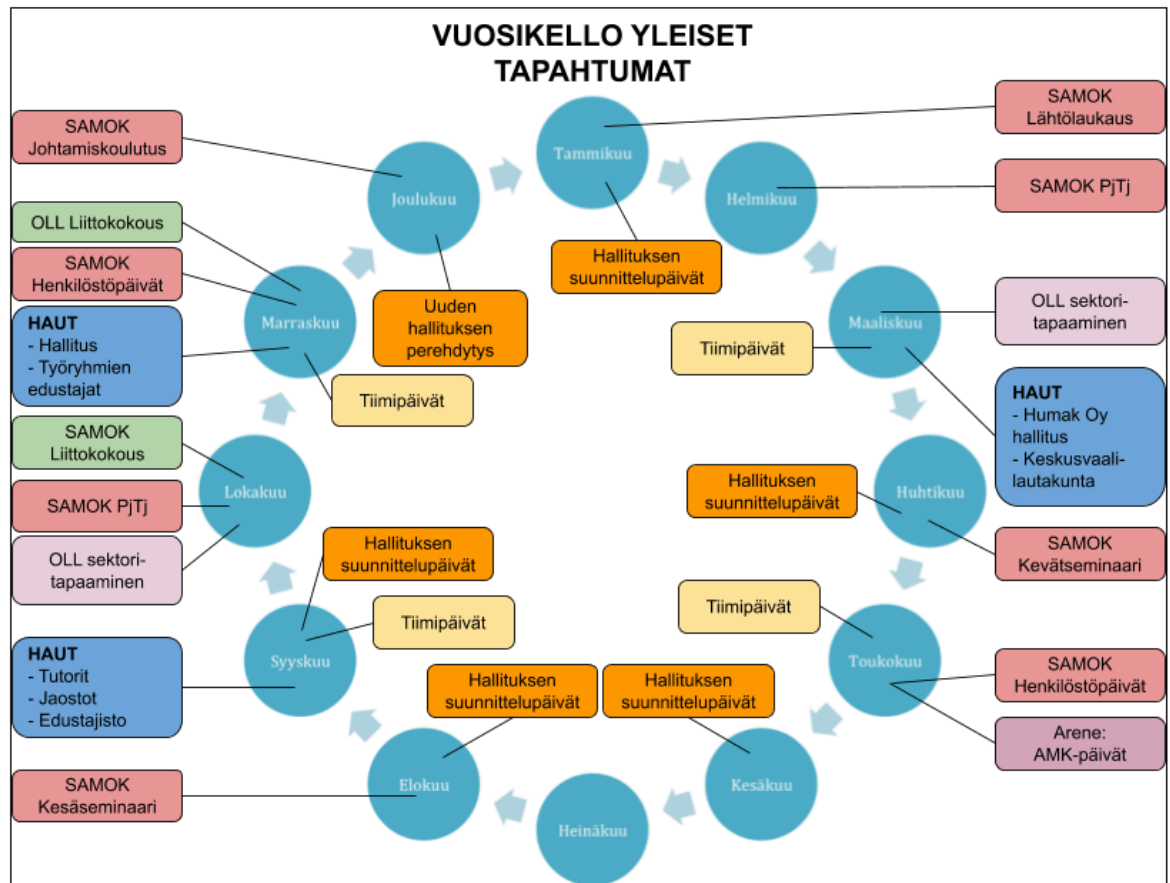 VUOSIKELLO YLEISET
TAPAHTUMAT
SAMOK
Johtamiskoulutus
SAMOK
Lähtölaukaus
Tammikuu
Joulukuu
Helmikuu
SAMOK PjTj
OLL Liittokokous
SAMOK
Henkilöstöpäivät
Hallituksen
suunnittelupäivät
HAUT
- Hallitus
- Työryhmien
edustajat
Marraskuu
Uuden
hallituksen
perehdytys
Tiimipäivät
Tiimipäivät
Maaliskuu
OLL sektori-
tapaaminen
HAUT
- Humak Oy
hallitus
- Keskusvaali-
lautakunta
SAMOK
Liittokokous
SAMOK PjTj
OLL sektori-
tapaaminen
Lokakuu
Hallituksen
suunnittelupäivät
Huhtikuu
SAMOK
Kevätseminaari
Hallituksen
suunnittelupäivät
Tiimipäivät
Syyskuu
HAUT
- Tutorit
- Jaostot
- Edustajisto
Tiimipäivät
Toukokuu
SAMOK
Henkilöstöpäivät
Arene:
AMK-päivät
Hallituksen
suunnittelupäivät
Hallituksen
suunnittelupäivät
SAMOK
Kesäseminaari
Elokuu
Heinäkuu
Kesäkuu